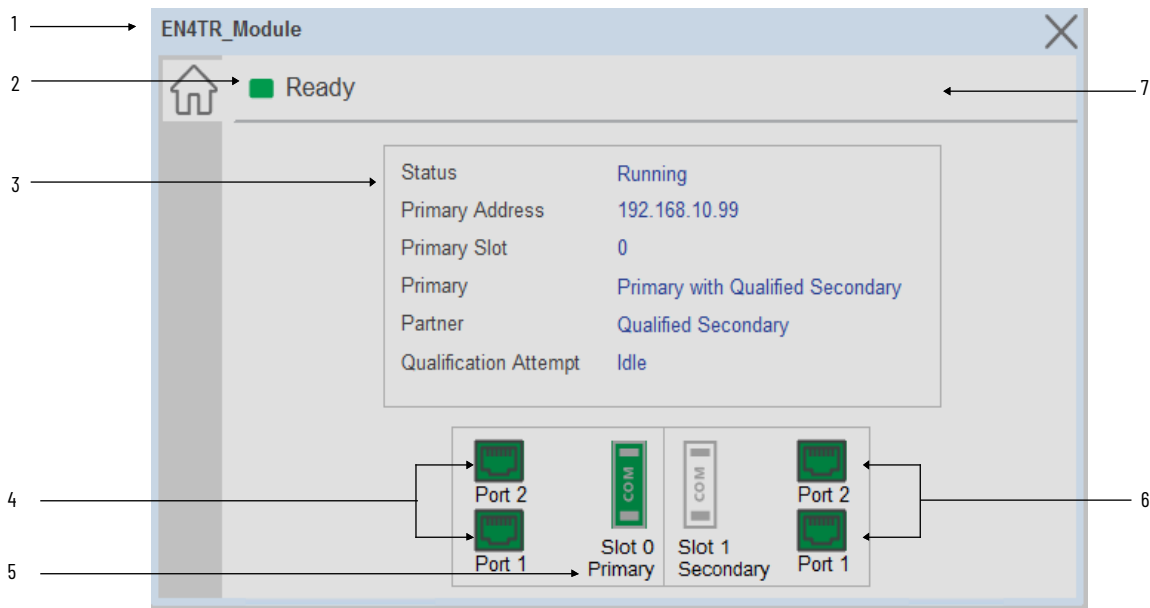 1
EN4TR_Module
2
Ready
7
3
Status Running
Primary Address 192.168.10.99
Primary Slot 0
Primary Primary with Qualified Secondary
Partner Qualified Secondary
Qualification Attempt Idle
4
Port 2
COM
COM
Port 2
6
Port 1
Slot 0
Primary
Slot 1
Secondary
Port 1
5